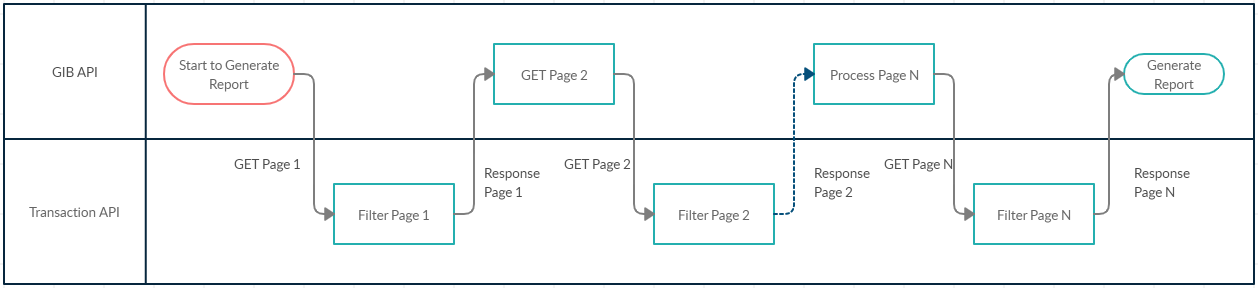 GIB API
Start to Generate
Report
GET Page 2
Process Page N
Generate
Report
GET Page 1
Response
Page 1
GET Page 2
Response
Page 2
GET Page N
Response
Page N
Transaction API
Filter Page 1
Filter Page 2
Filter Page N